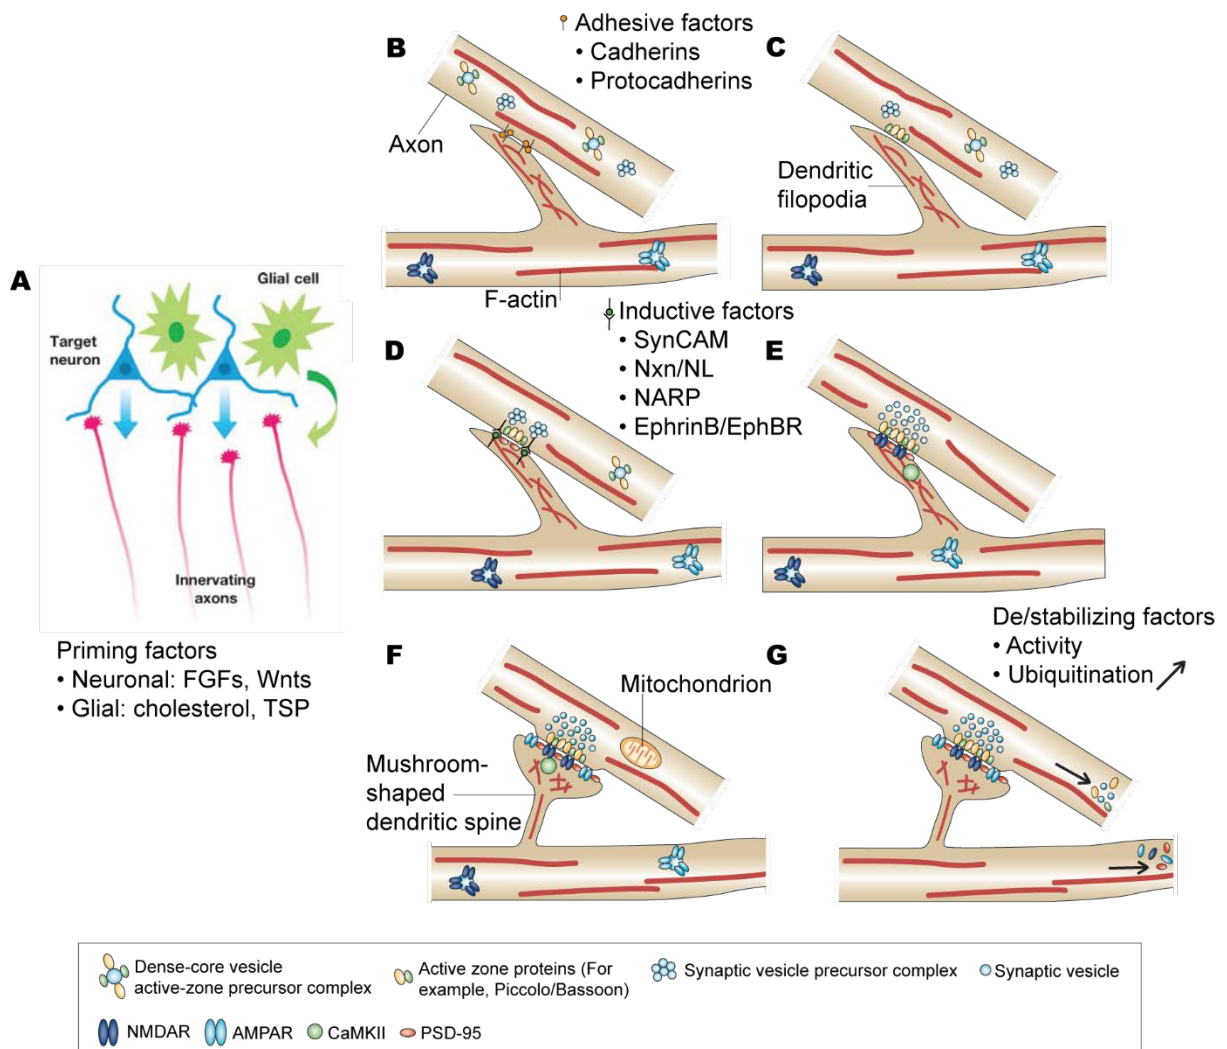 A
Glial cell
Target
neuron
Innervating
axons
Priming factors
• Neuronal: FGFs, Wnts
• Glial: cholesterol, TSP
B
Adhesive factors
• Cadherins
• Protocadherins
Axon
F-actin
C
Dendritic
filopodia
D
Inductive factors
• SynCAM
• Nxn/NL
• NARP
• EphrinB/EphBR
E
F
Mitochondrion
Mushroom-
shaped
dendritic spine
G
De/stabilizing factors
• Activity
• Ubiquitination
Dense-core vesicle
active-zone precursor complex
Active zone proteins (For
example, Piccolo/Bassoon)
Synaptic vesicle precursor complex
Synaptic vesicle
NMDAR
AMPAR
CaMKII
PSD-95